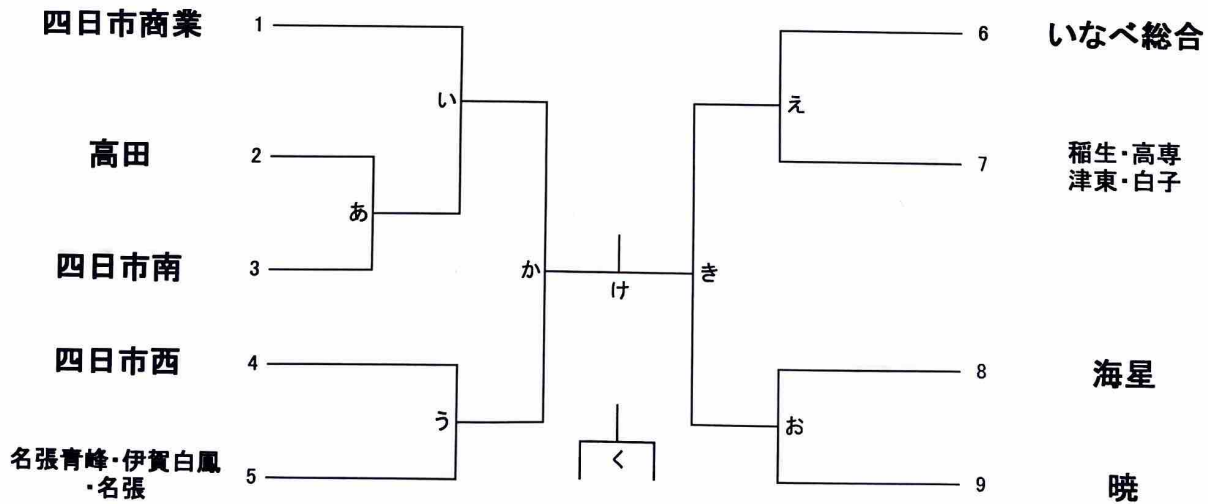 四日市商業 1
い
高田 2
あ
四日市南 3
か
四日市西 4
う
名張青峰・伊賀白鳳
・名張 5
け
く
6 いなべ総合
え
7 稲生・高専
津東・白子
き
8 海星
お
9 暁